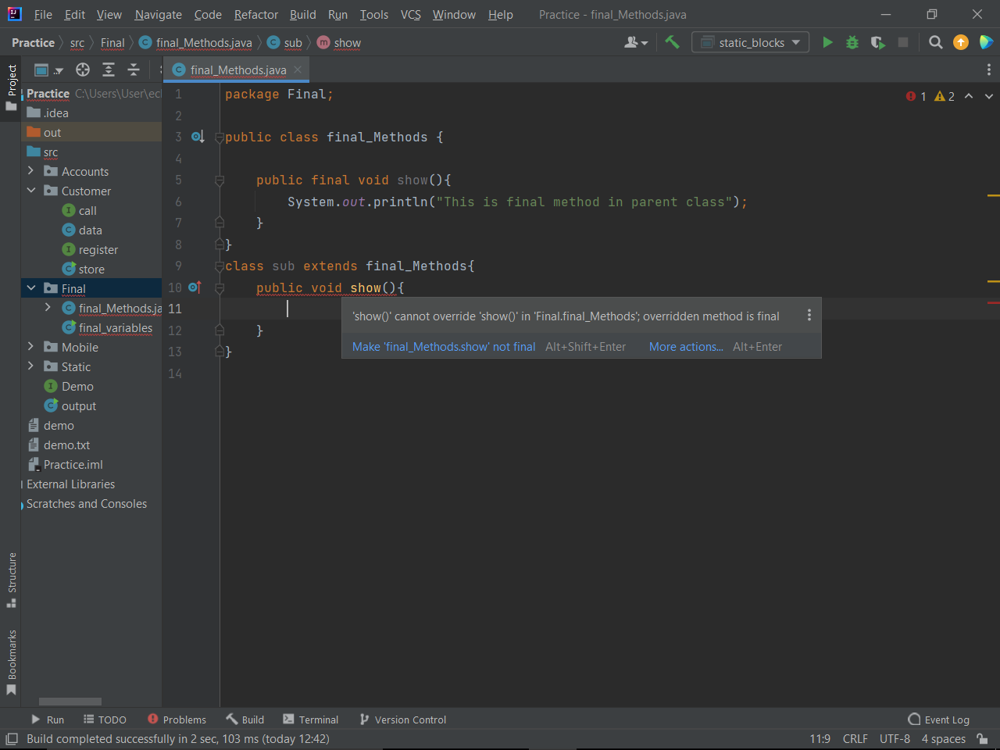 File Edit View Navigate Code Refactor Build Run Tools VCS Window Help Practice - final_Methods.java
Practice src Final final_Methods.java sub show static_blocks
Project
final_Methods.java
Practice C:\Users\User\ec
.idea
out
src
Accounts
Customer
call
data
register
store
Final
final_Methods.ja
final_variables
Mobile
Static
Demo
output
demo
demo.txt
Practice.iml
External Libraries
Scratches and Consoles
Structure
Bookmarks
1 package Final;
2
3 public class final_Methods {
4
5 public final void show(){
6 System.out.println("This is final method in parent class");
7 }
8 }
9 class sub extends final_Methods{
10 public void show(){
11
12 }
13 }
14
1 2
'show()' cannot override 'show()' in 'Final.final_Methods'; overridden method is final
Make 'final_Methods.show' not final Alt+Shift+Enter More actions... Alt+Enter
Run TODO Problems Build Terminal Version Control Event Log
Build completed successfully in 2 sec, 103 ms (today 12:42) 11:9 CRLF UTF-8 4 spaces